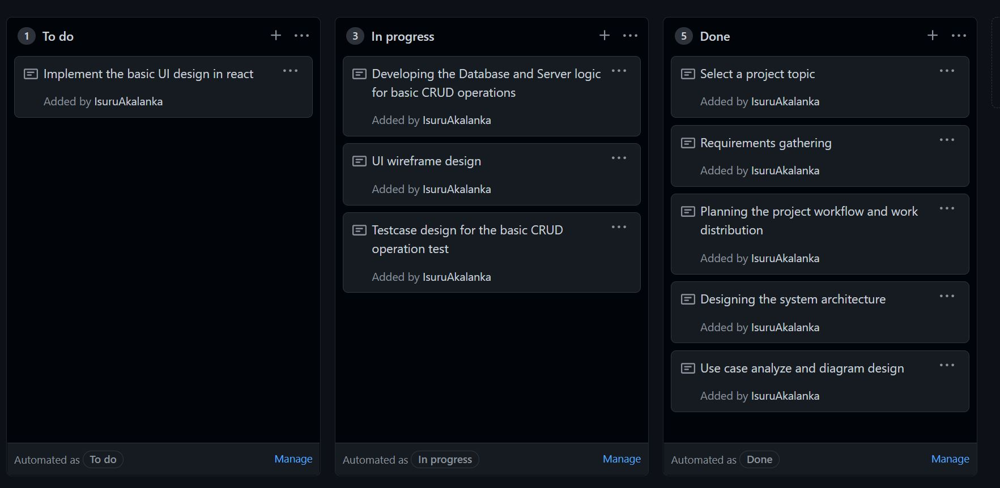 1 To do
Implement the basic UI design in react
Added by IsuruAkalanka
Automated as To do
Manage
3 In progress
Developing the Database and Server logic
for basic CRUD operations
Added by IsuruAkalanka
UI wireframe design
Added by IsuruAkalanka
Testcase design for the basic CRUD
operation test
Added by IsuruAkalanka
Automated as In progress
Manage
5 Done
Select a project topic
Added by IsuruAkalanka
Requirements gathering
Added by IsuruAkalanka
Planning the project workflow and work
distribution
Added by IsuruAkalanka
Designing the system architecture
Added by IsuruAkalanka
Use case analyze and diagram design
Added by IsuruAkalanka
Automated as Done
Manage